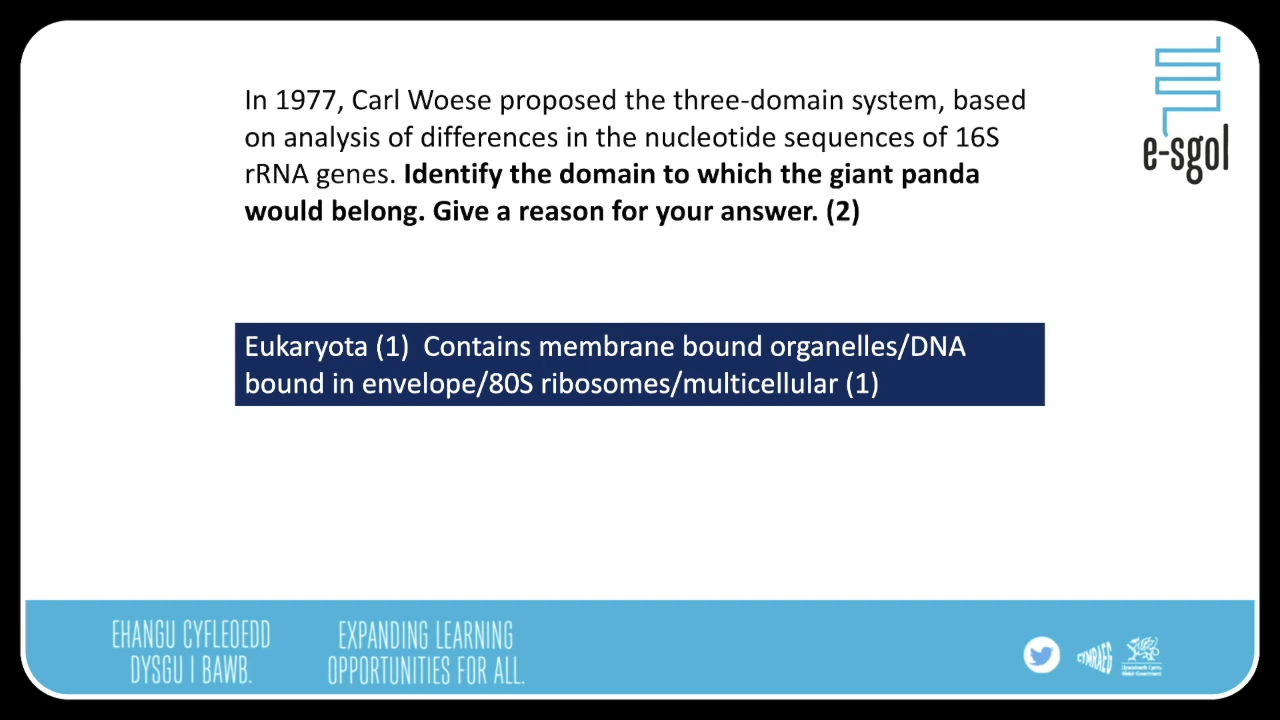 In 1977, Carl Woese proposed the three-domain system, based
on analysis of differences in the nucleotide sequences of 16S
rRNA genes. Identify the domain to which the giant panda
would belong. Give a reason for your answer. (2)
e-sgol
Eukaryota (1)  Contains membrane bound organelles/DNA
bound in envelope/80S ribosomes/multicellular (1)
EHANGU CYFLEOEDD
DYSGU I BAWB.
EXPANDING LEARNING
OPPORTUNITIES FOR ALL.
CYMRAEG